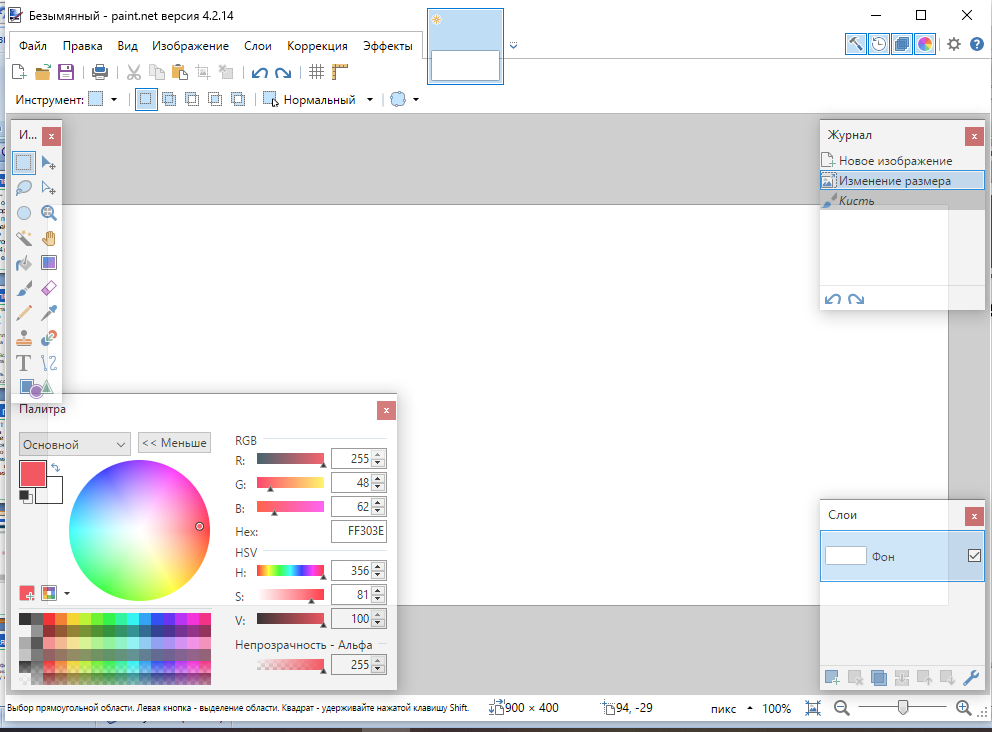 Безымянный - paint.net версия 4.2.14
Файл Правка Вид Изображение Слои Коррекция Эффекты
Инструмент: Нормальный
И...
Журнал
Новое изображение
Изменение размера
Кисть
Палитра
Основной << Меньше
RGB
R: 255
G: 48
B: 62
Hex: FF303E
HSV
H: 356
S: 81
V: 100
Непрозрачность - Альфа
255
Слои
Фон
Выбор прямоугольной области. Левая кнопка - выделение области. Квадрат - удерживайте нажатой клавишу Shift. 900 × 400 94, -29 пикс 100%